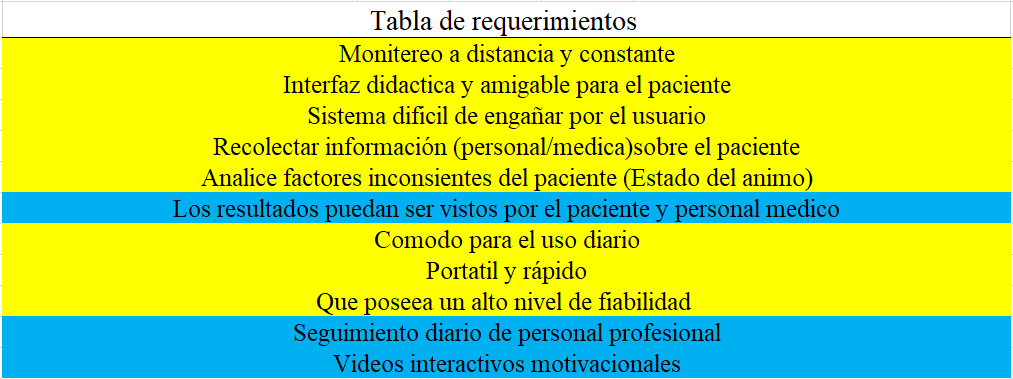 Tabla de requerimientos
Monitereo a distancia y constante
Interfaz didactica y amigable para el paciente
Sistema dificil de engañar por el usuario
Recolectar información (personal/medica)sobre el paciente
Analice factores inconsientes del paciente (Estado del animo)
Los resultados puedan ser vistos por el paciente y personal medico
Comodo para el uso diario
Portatil y rápido
Que poseea un alto nivel de fiabilidad
Seguimiento diario de personal profesional
Videos interactivos motivacionales